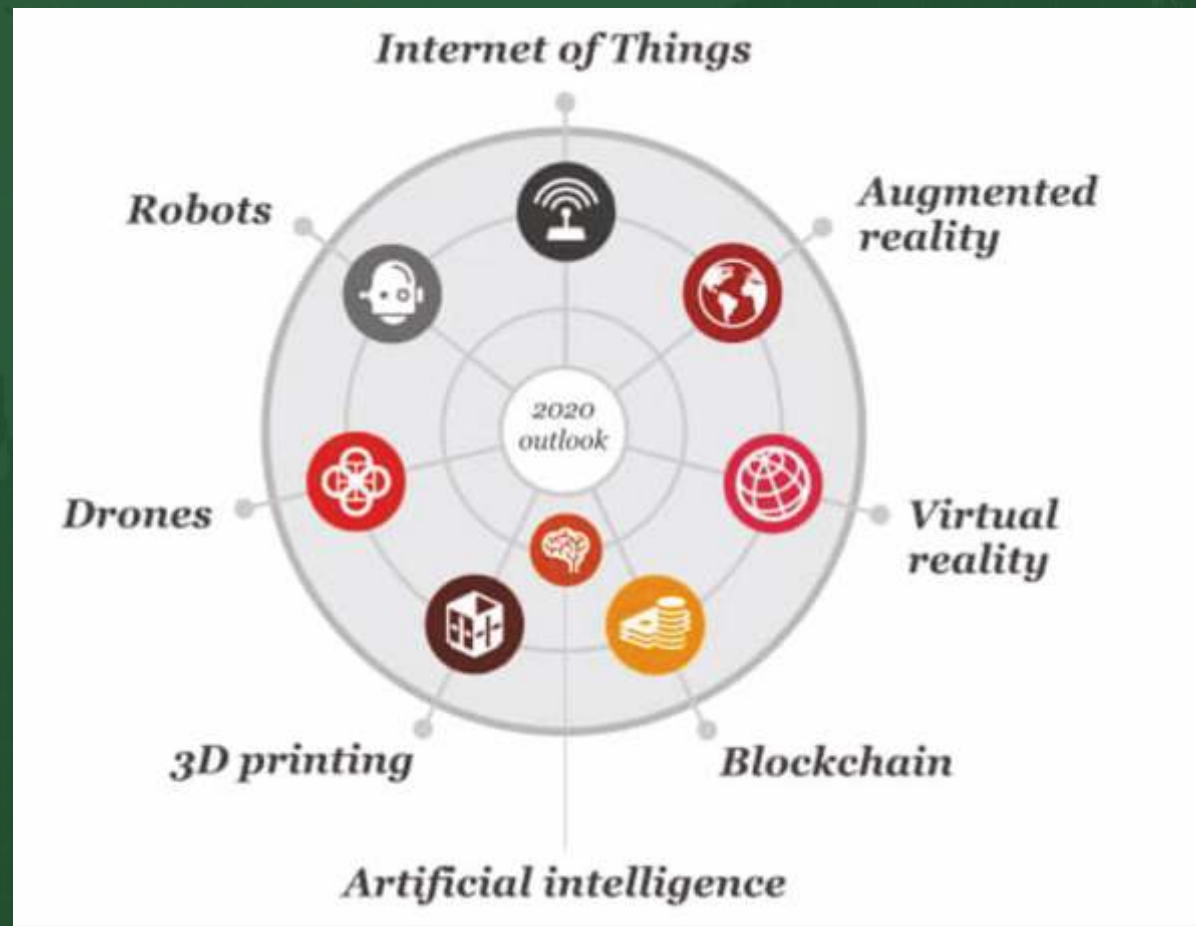 Internet of Things
Robots
Augmented
reality
2020
outlook
Drones
Virtual
reality
3D printing
Blockchain
Artificial intelligence